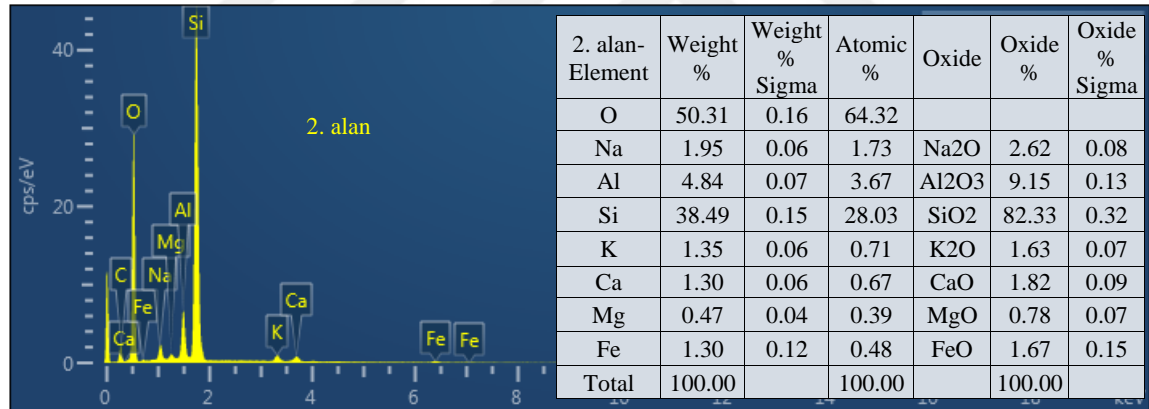 cps/eV
40
20
0
0
2
4
6
8
10
12
14
16
18
keV
Si
O
2. alan
Al
Mg
C
Na
Fe
Ca
Ca
K
Fe
Fe
2. alan- Element | Weight % | Weight % Sigma | Atomic % | Oxide | Oxide % | Oxide % Sigma
O | 50.31 | 0.16 | 64.32
Na | 1.95 | 0.06 | 1.73 | Na2O | 2.62 | 0.08
Al | 4.84 | 0.07 | 3.67 | Al2O3 | 9.15 | 0.13
Si | 38.49 | 0.15 | 28.03 | SiO2 | 82.33 | 0.32
K | 1.35 | 0.06 | 0.71 | K2O | 1.63 | 0.07
Ca | 1.30 | 0.06 | 0.67 | CaO | 1.82 | 0.09
Mg | 0.47 | 0.04 | 0.39 | MgO | 0.78 | 0.07
Fe | 1.30 | 0.12 | 0.48 | FeO | 1.67 | 0.15
Total | 100.00 | 100.00 | 100.00